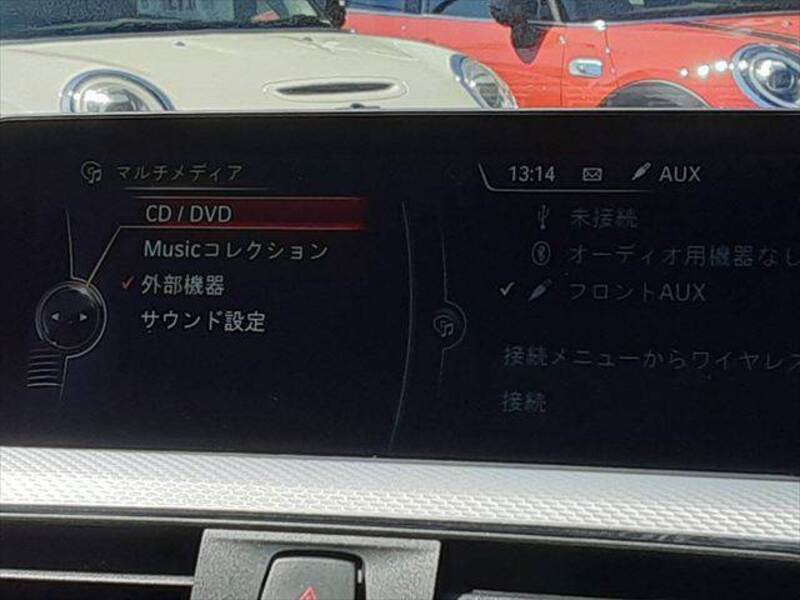 マルチメディア
13:14 AUX
CD / DVD
Musicコレクション
外部機器
サウンド設定
未接続
オーディオ用機器なし
フロントAUX
接続メニューからワイヤレス
接続